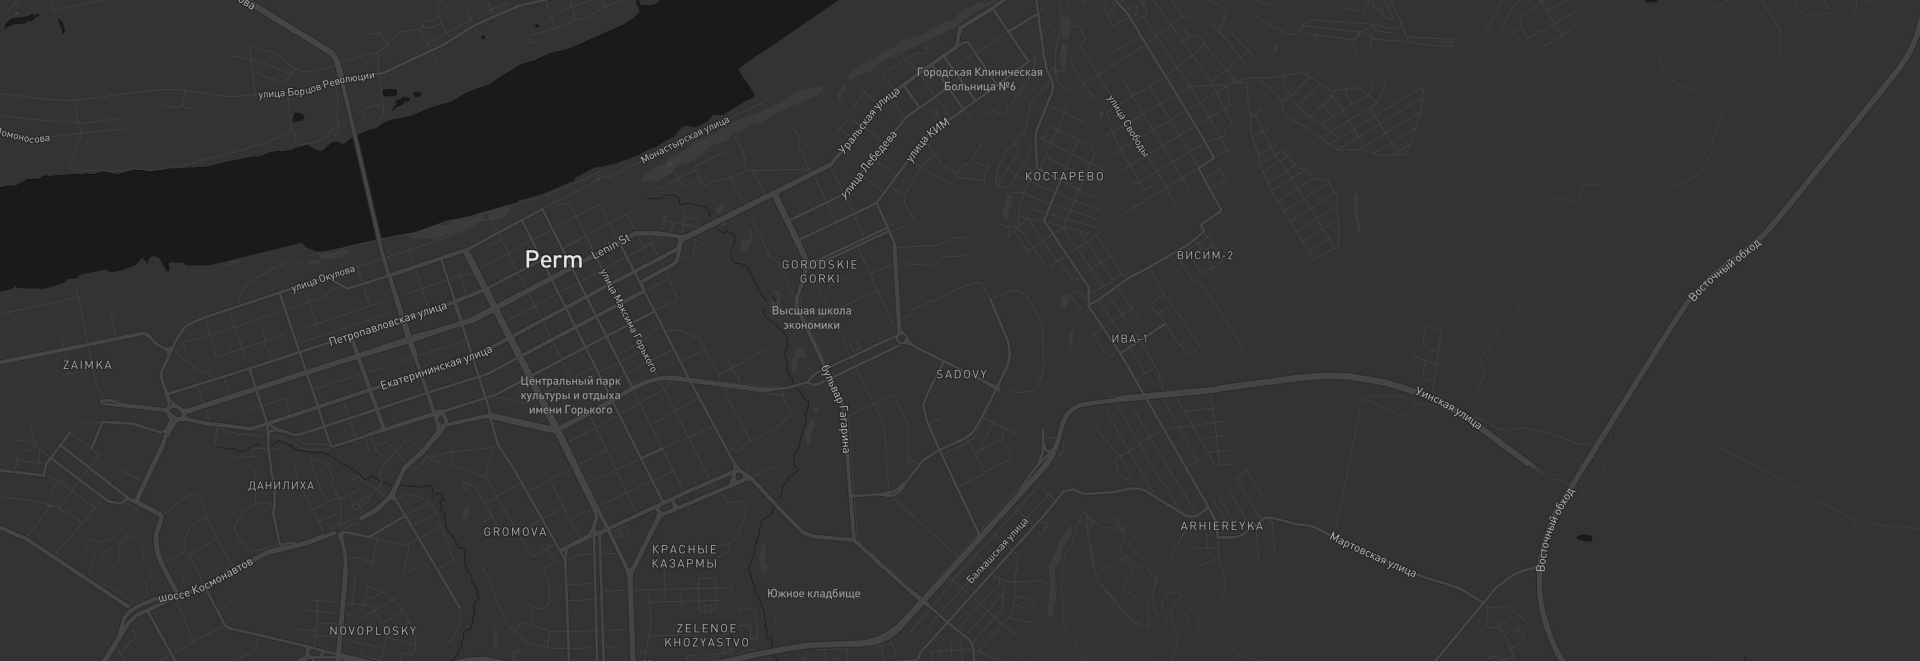 ова
улица Борцов Революции
Ломоносова
Монастырская улица
Уральская улица
Городская Клиническая
Больница №6
улица Лебедева
улица КИМ
улица Свободы
КОСТАРЁВО
ВИСИМ-2
Восточный обход
Perm
Lenin St
улица Окулова
улица Максима Горького
GORODSKIE
GORKI
Высшая школа
экономики
Петропавловская улица
Екатерининская улица
ИВА-1
ZAIMKA
SADOVY
Центральный парк
культуры и отдыха
имени Горького
бульвар Гагарина
Уинская улица
ДАНИЛИХА
GROMOVA
КРАСНЫЕ
КАЗАРМЫ
ARHIEREYKA
Мартовская улица
Восточный обход
Балхашская улица
шоссе Космонавтов
Южное кладбище
NOVOPLOSKY
ZELENOE
KHOZYASTVO